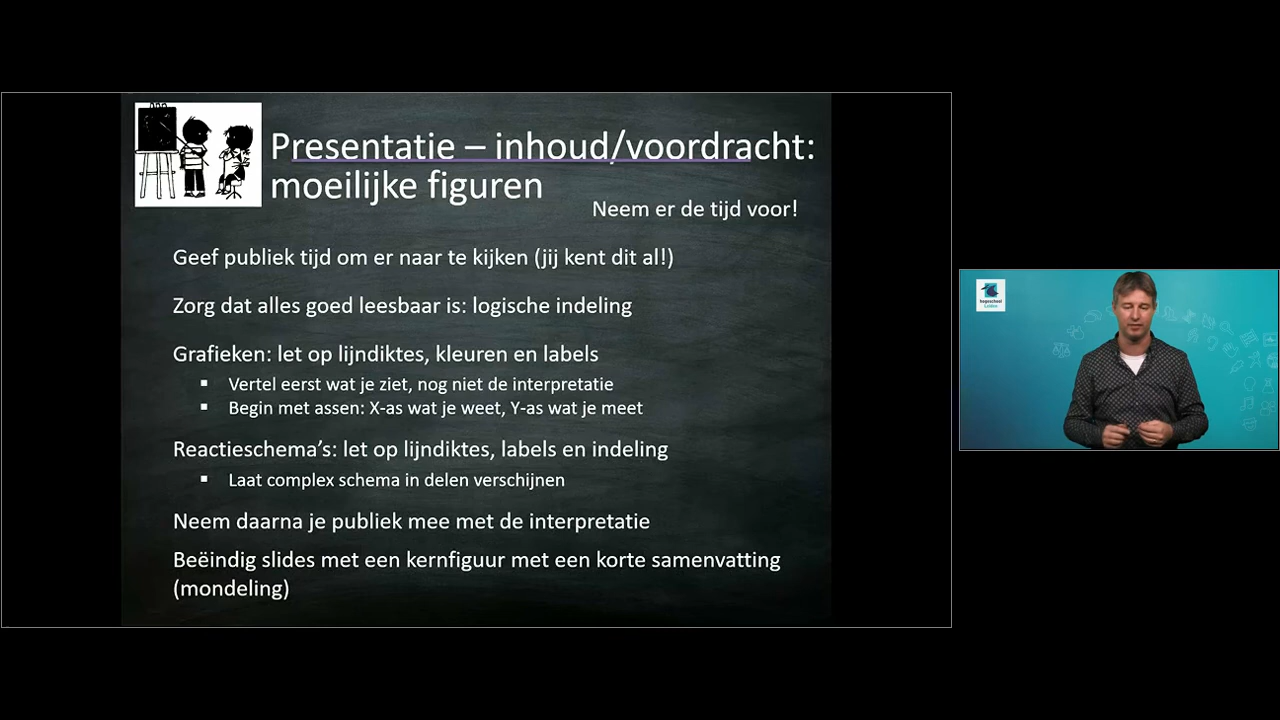 Presentatie – inhoud/voordracht:
moeilijke figuren
Neem er de tijd voor!
Geef publiek tijd om er naar te kijken (jij kent dit al!)
Zorg dat alles goed leesbaar is: logische indeling
Grafieken: let op lijndiktes, kleuren en labels
▪ Vertel eerst wat je ziet, nog niet de interpretatie
▪ Begin met assen: X-as wat je weet, Y-as wat je meet
Reactieschema’s: let op lijndiktes, labels en indeling
▪ Laat complex schema in delen verschijnen
Neem daarna je publiek mee met de interpretatie
Beëindig slides met een kernfiguur met een korte samenvatting
(mondeling)
hogeschool
Leiden